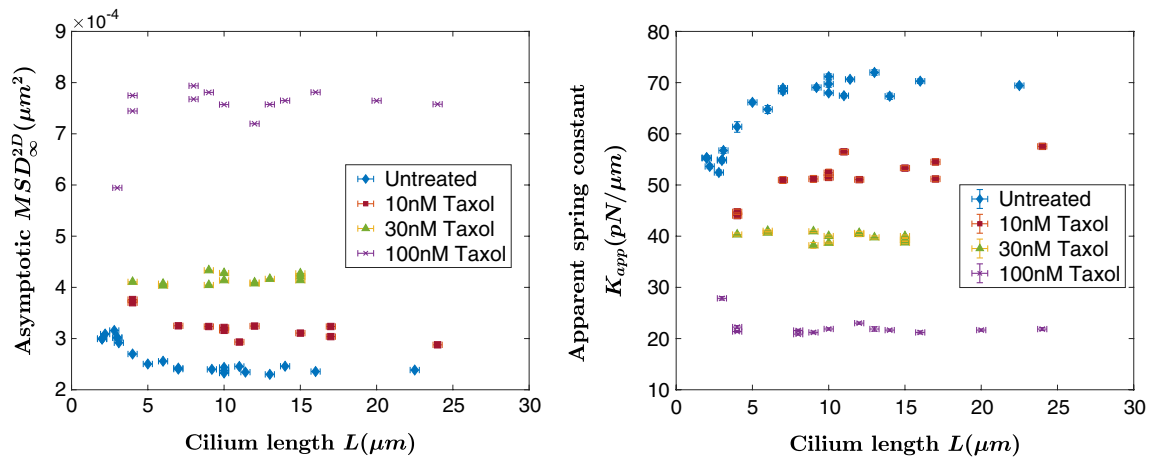 ×10⁻⁴
9
8
7
6
5
4
3
2
0 5 10 15 20 25 30
Asymptotic MSD∞^2D(μm²)
Cilium length L(μm)
Untreated
10nM Taxol
30nM Taxol
100nM Taxol
80
70
60
50
40
30
20
10
0 5 10 15 20 25 30
Apparent spring constant
K_app(pN/μm)
Cilium length L(μm)
Untreated
10nM Taxol
30nM Taxol
100nM Taxol